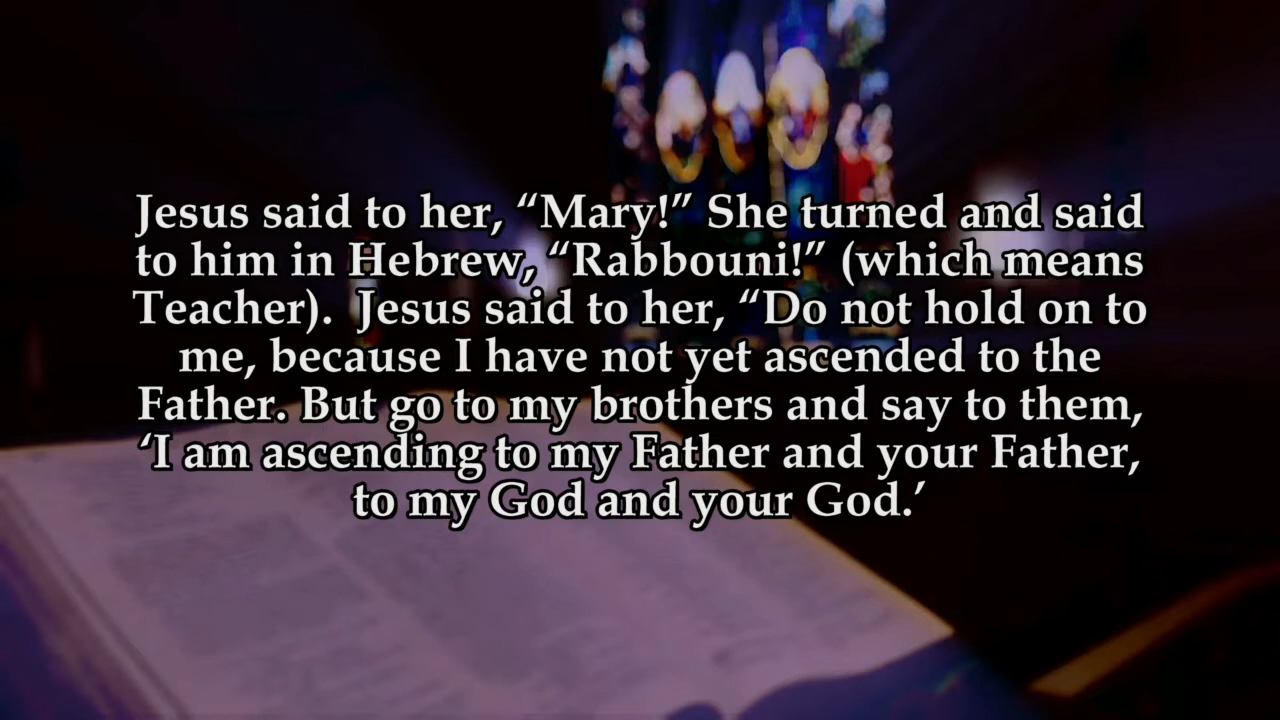 Jesus said to her, “Mary!” She turned and said
to him in Hebrew, “Rabbouni!” (which means
Teacher).  Jesus said to her, “Do not hold on to
me, because I have not yet ascended to the
Father. But go to my brothers and say to them,
‘I am ascending to my Father and your Father,
to my God and your God.’